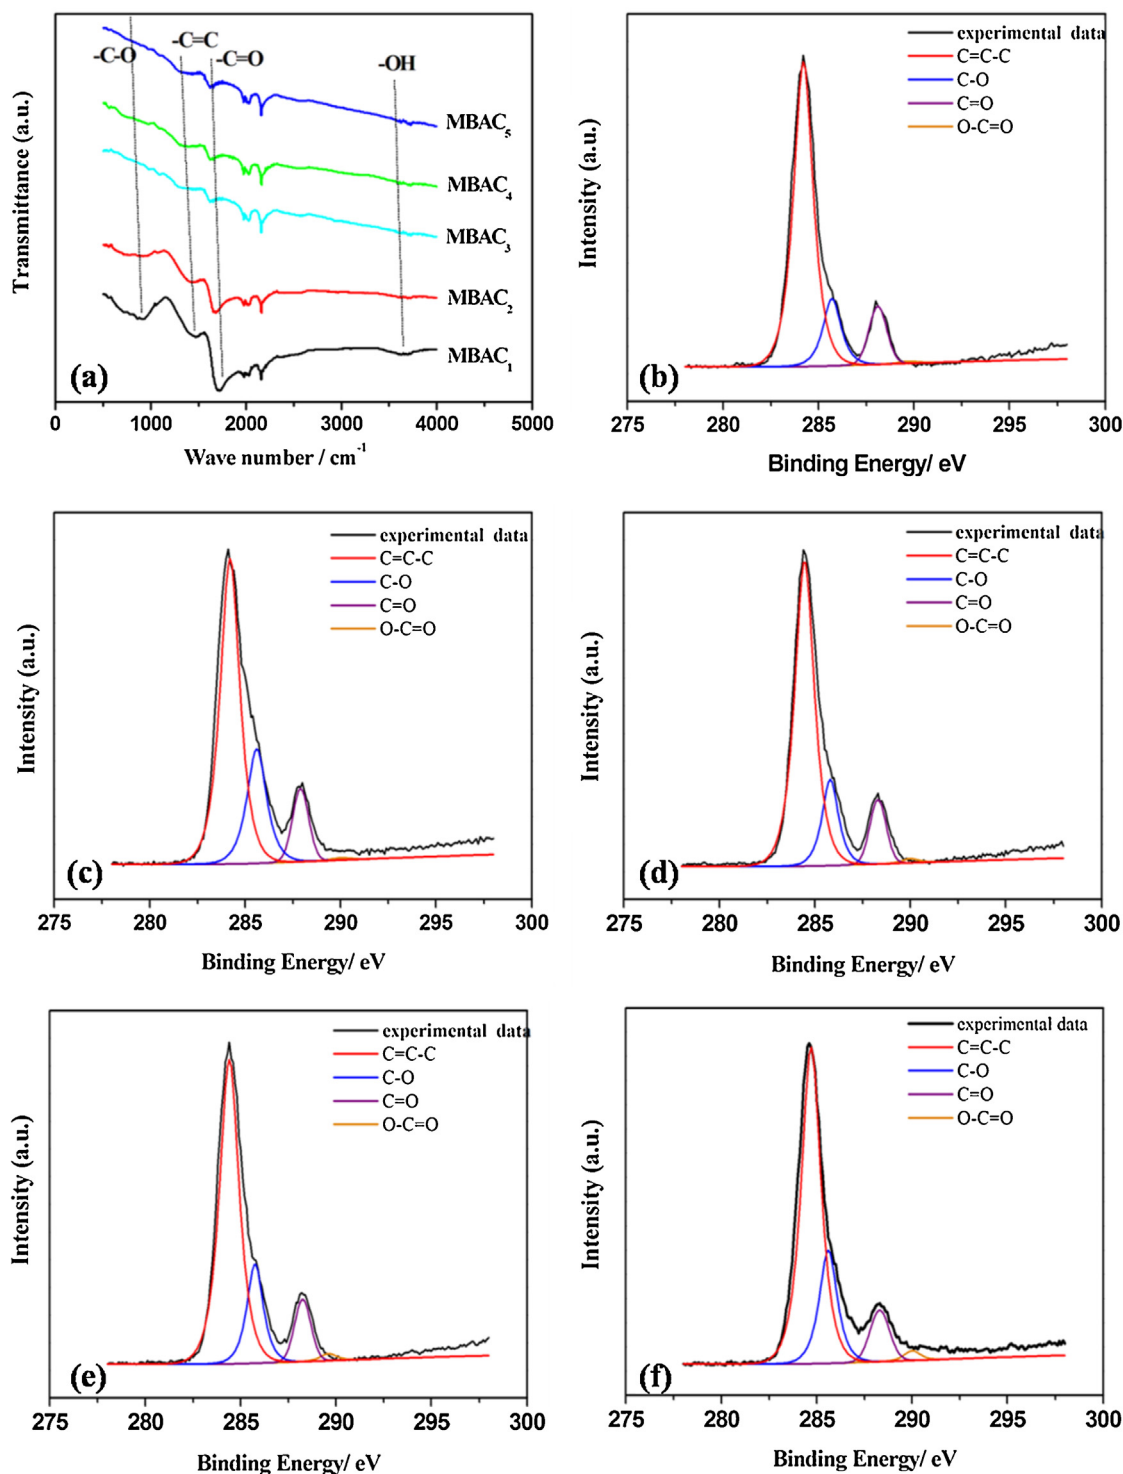 -C-O
-C=C
-C=O
-OH
MBAC5
MBAC4
MBAC3
MBAC2
MBAC1
(a)
Transmittance (a.u.)
0 1000 2000 3000 4000 5000
Wave number / cm-1
experimental data
C=C-C
C-O
C=O
O-C=O
Intensity (a.u.)
(b)
275 280 285 290 295 300
Binding Energy/ eV
experimental data
C=C-C
C-O
C=O
O-C=O
Intensity (a.u.)
(c)
275 280 285 290 295 300
Binding Energy/ eV
experimental data
C=C-C
C-O
C=O
O-C=O
Intensity (a.u.)
(d)
275 280 285 290 295 300
Binding Energy/ eV
experimental data
C=C-C
C-O
C=O
O-C=O
Intensity (a.u.)
(e)
275 280 285 290 295 300
Binding Energy/ eV
experimental data
C=C-C
C-O
C=O
O-C=O
Intensity (a.u.)
(f)
275 280 285 290 295 300
Binding Energy/ eV